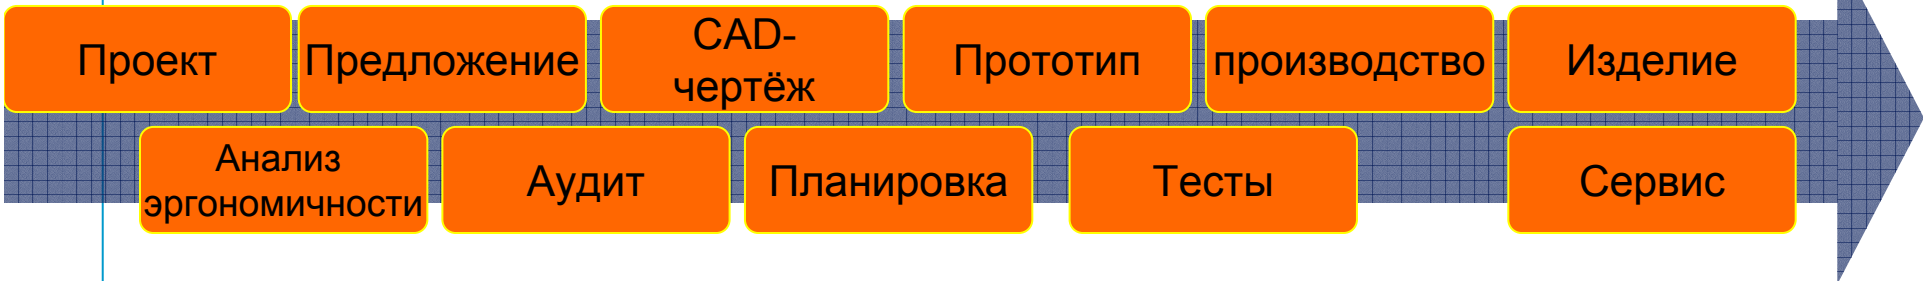 Проект
Предложение
CAD-
чертёж
Прототип
производство
Изделие
Анализ
эргономичности
Аудит
Планировка
Тесты
Сервис